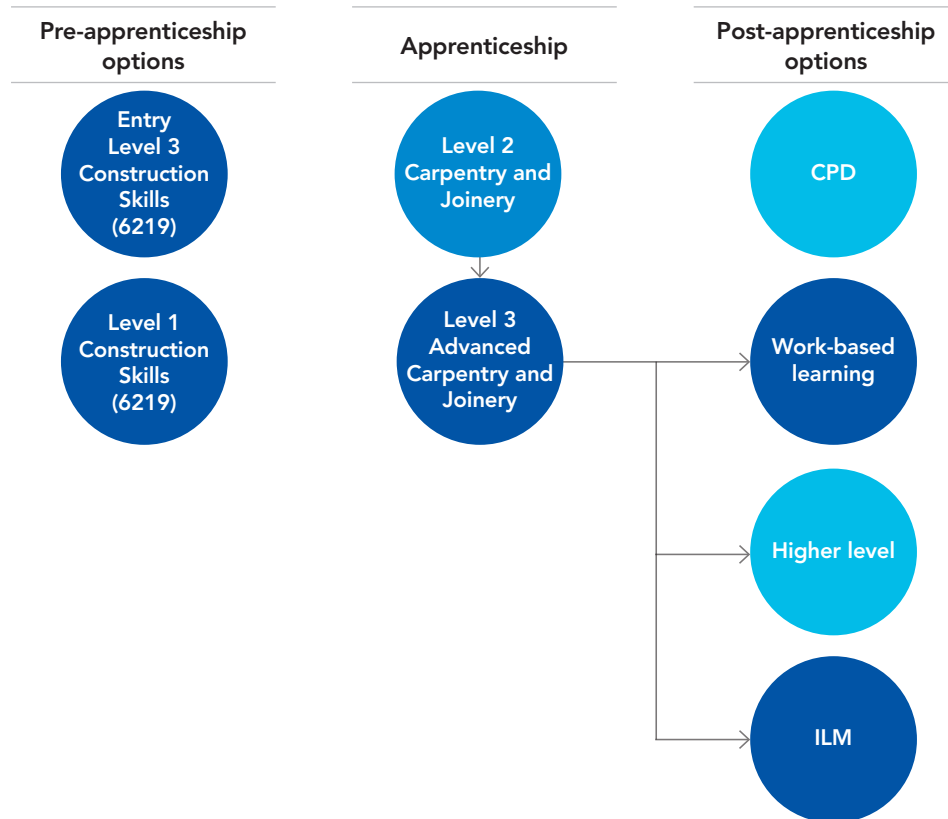 Pre-apprenticeship
options
Apprenticeship
Post-apprenticeship
options
Entry
Level 3
Construction
Skills
(6219)
Level 2
Carpentry and
Joinery
CPD
Level 1
Construction
Skills
(6219)
Level 3
Advanced
Carpentry and
Joinery
Work-based
learning
Higher level
ILM